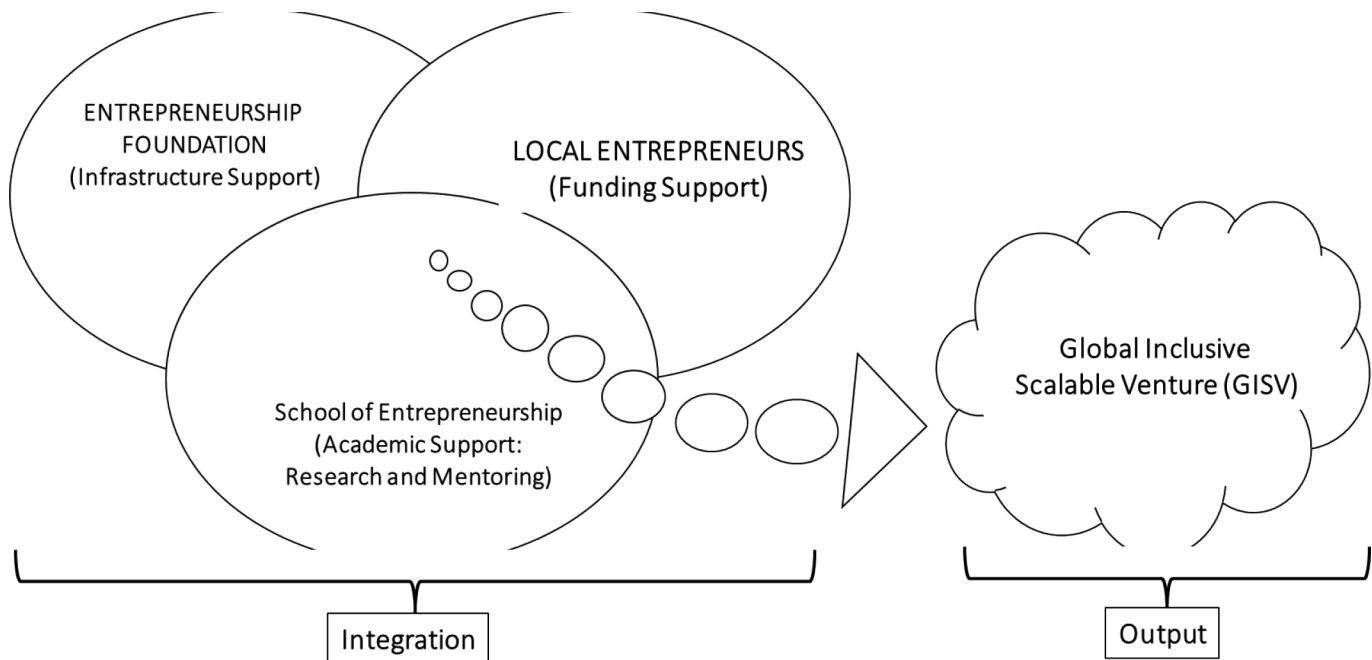 ENTREPRENEURSHIP
FOUNDATION
(Infrastructure Support)
LOCAL ENTREPRENEURS
(Funding Support)
School of Entrepreneurship
(Academic Support:
Research and Mentoring)
Global Inclusive
Scalable Venture (GISV)
Integration
Output